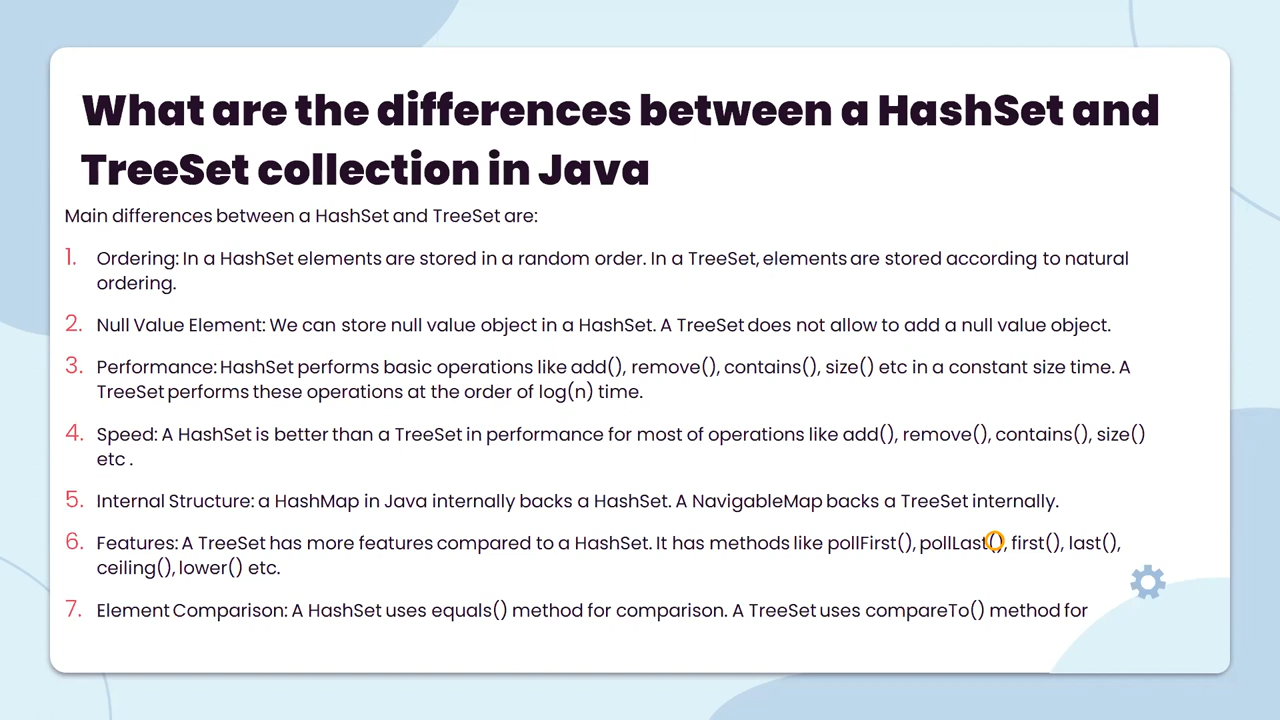 What are the differences between a HashSet and
TreeSet collection in Java
Main differences between a HashSet and TreeSet are:
1. Ordering: In a HashSet elements are stored in a random order. In a TreeSet, elements are stored according to natural
ordering.
2. Null Value Element: We can store null value object in a HashSet. A TreeSet does not allow to add a null value object.
3. Performance: HashSet performs basic operations like add(), remove(), contains(), size() etc in a constant size time. A
TreeSet performs these operations at the order of log(n) time.
4. Speed: A HashSet is better than a TreeSet in performance for most of operations like add(), remove(), contains(), size()
etc .
5. Internal Structure: a HashMap in Java internally backs a HashSet. A NavigableMap backs a TreeSet internally.
6. Features: A TreeSet has more features compared to a HashSet. It has methods like pollFirst(), pollLast(), first(), last(),
ceiling(), lower() etc.
7. Element Comparison: A HashSet uses equals() method for comparison. A TreeSet uses compareTo() method for